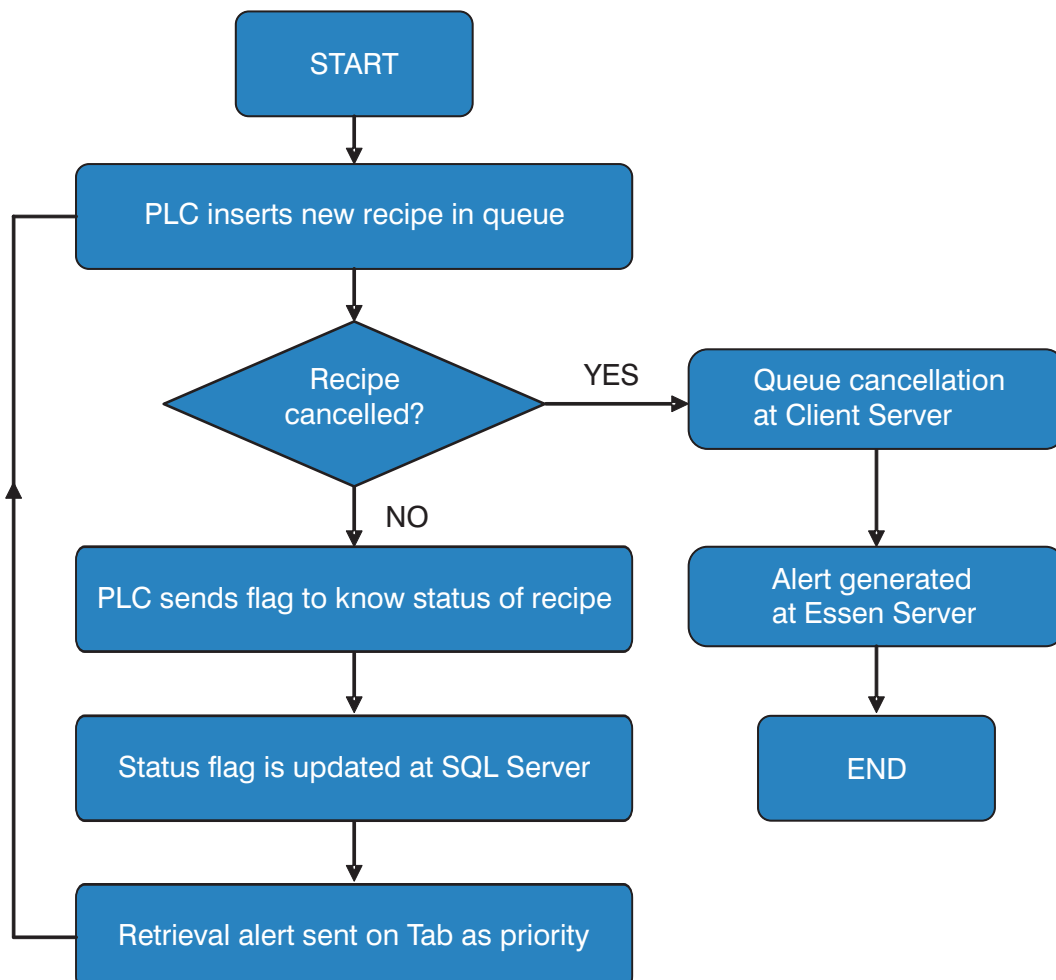 START
PLC inserts new recipe in queue
Recipe
cancelled?
YES
Queue cancellation
at Client Server
NO
PLC sends flag to know status of recipe
Alert generated
at Essen Server
Status flag is updated at SQL Server
END
Retrieval alert sent on Tab as priority